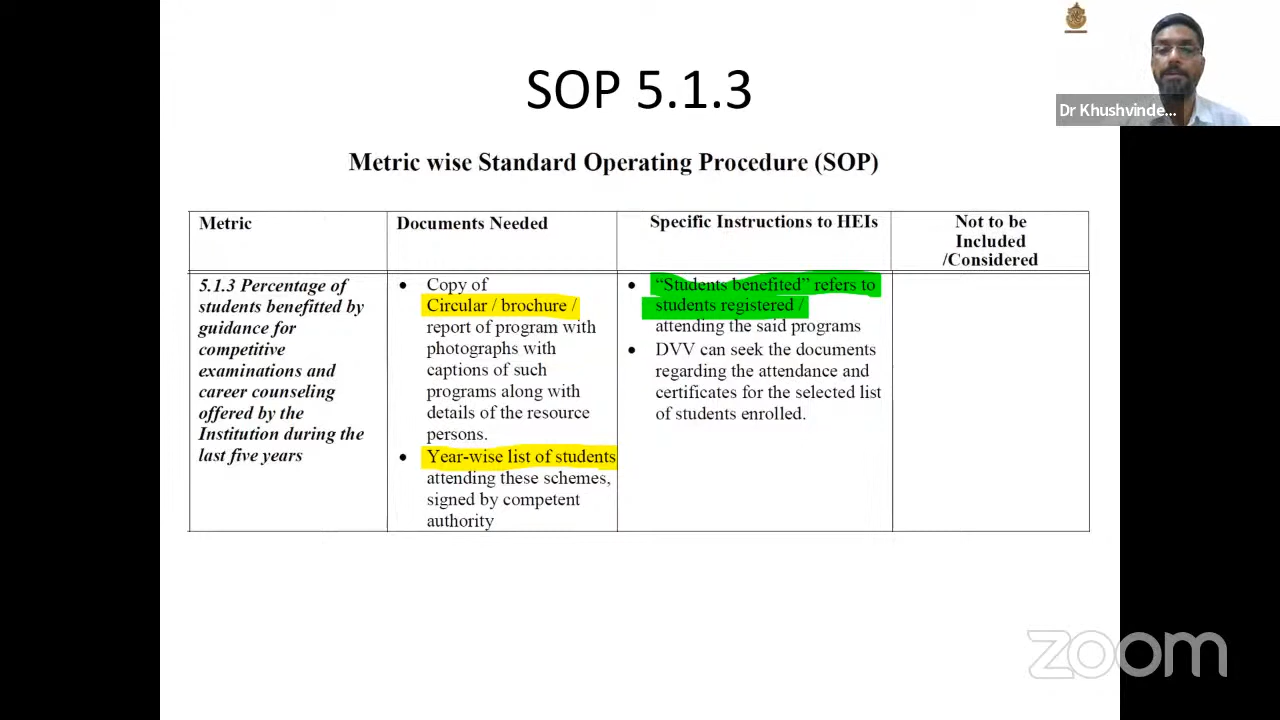 SOP 5.1.3
Dr Khushvinde...
Metric wise Standard Operating Procedure (SOP)
Metric
Documents Needed
Specific Instructions to HEIs
Not to be
Included
/Considered
5.1.3 Percentage of
students benefitted by
guidance for
competitive
examinations and
career counseling
offered by the
Institution during the
last five years
• Copy of
Circular / brochure /
report of program with
photographs with
captions of such
programs along with
details of the resource
persons.
• Year-wise list of students
attending these schemes,
signed by competent
authority
• “Students benefited” refers to
students registered /
attending the said programs
• DVV can seek the documents
regarding the attendance and
certificates for the selected list
of students enrolled.
zoom